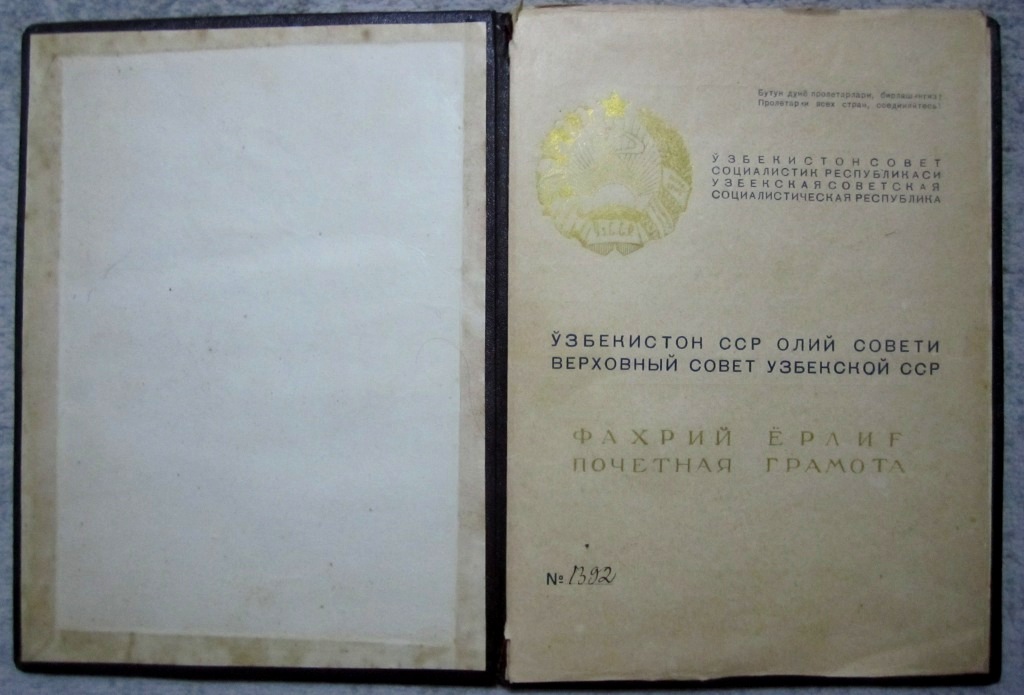 Бутун дунё пролетарлари, бирлашингиз!
Пролетарии всех стран, соединяйтесь!
ЎЗБЕКИСТОН СОВЕТ
СОЦИАЛИСТИК РЕСПУБЛИКАСИ
УЗБЕКСКАЯ СОВЕТСКАЯ
СОЦИАЛИСТИЧЕСКАЯ РЕСПУБЛИКА
ЎЗБЕКИСТОН ССР ОЛИЙ СОВЕТИ
ВЕРХОВНЫЙ СОВЕТ УЗБЕКСКОЙ ССР
ФАХРИЙ ЁРЛИҒ
ПОЧЕТНАЯ ГРАМОТА
№ 1392